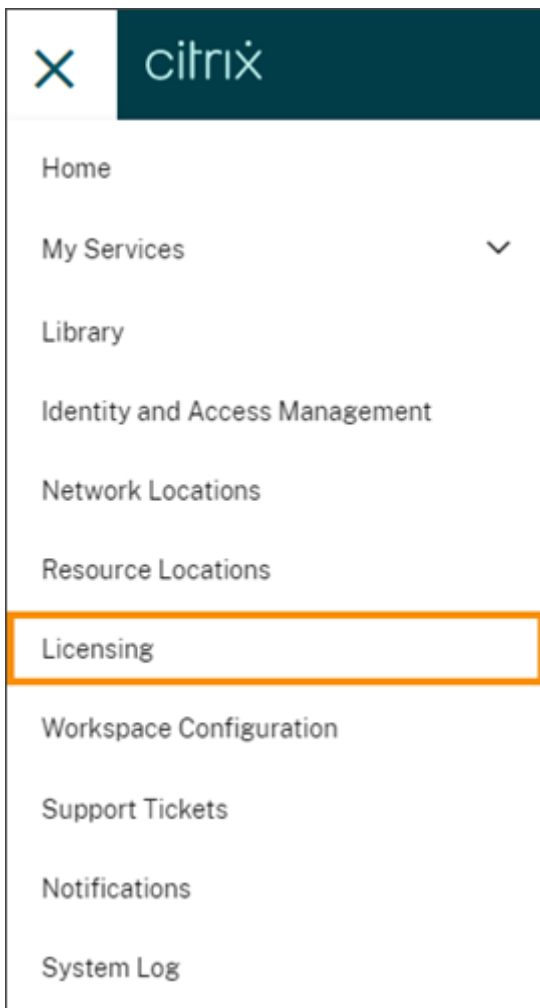 citrix
Home
My Services
Library
Identity and Access Management
Network Locations
Resource Locations
Licensing
Workspace Configuration
Support Tickets
Notifications
System Log